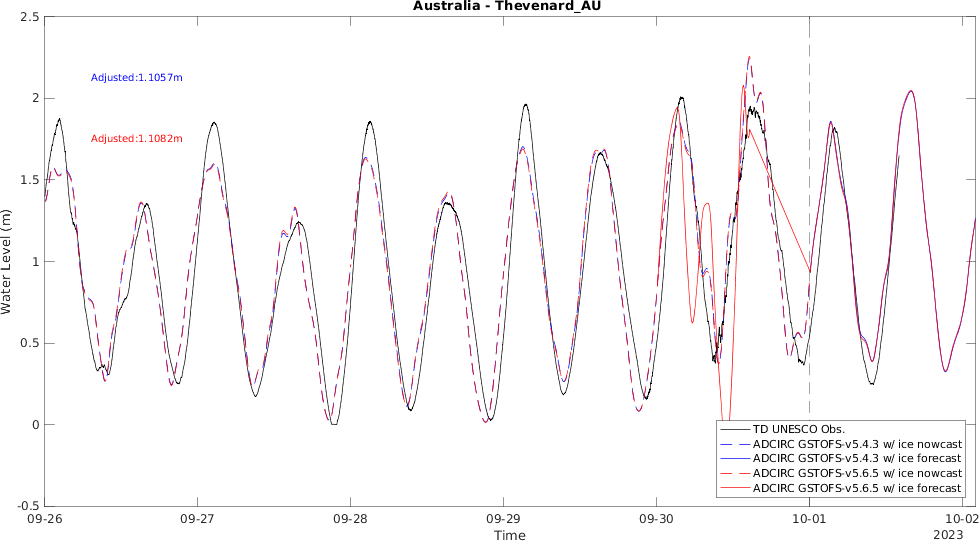 Australia - Thevenard_AU
2.5
2
1.5
1
0.5
0
-0.5
Water Level (m)
Adjusted:1.1057m
Adjusted:1.1082m
TD UNESCO Obs.
ADCIRC GSTOFS-v5.4.3 w/ ice nowcast
ADCIRC GSTOFS-v5.4.3 w/ ice forecast
ADCIRC GSTOFS-v5.6.5 w/ ice nowcast
ADCIRC GSTOFS-v5.6.5 w/ ice forecast
09-26 09-27 09-28 09-29 09-30 10-01 10-02
Time
2023